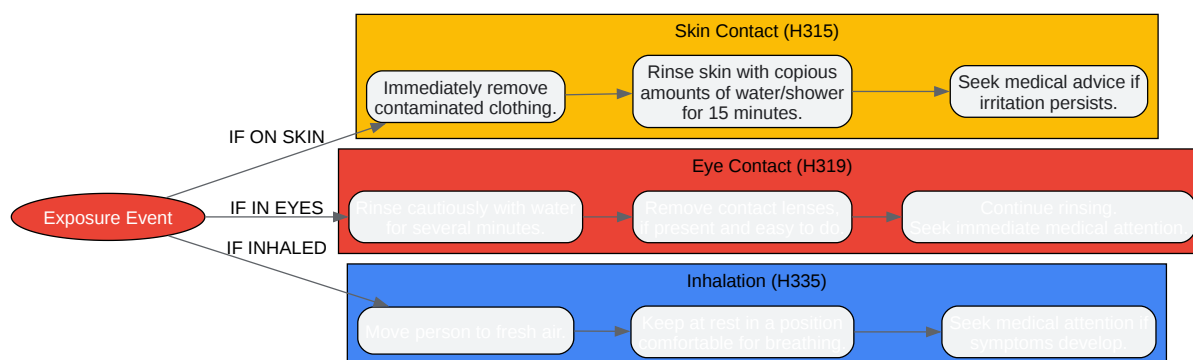 Skin Contact (H315)
Immediately remove
contaminated clothing.
Rinse skin with copious
amounts of water/shower
for 15 minutes.
Seek medical advice if
irritation persists.
IF ON SKIN
Eye Contact (H319)
Exposure Event
IF IN EYES
Rinse cautiously with water
for several minutes.
Remove contact lenses,
if present and easy to do.
Continue rinsing.
Seek immediate medical attention.
IF INHALED
Inhalation (H335)
Move person to fresh air.
Keep at rest in a position
comfortable for breathing.
Seek medical attention if
symptoms develop.